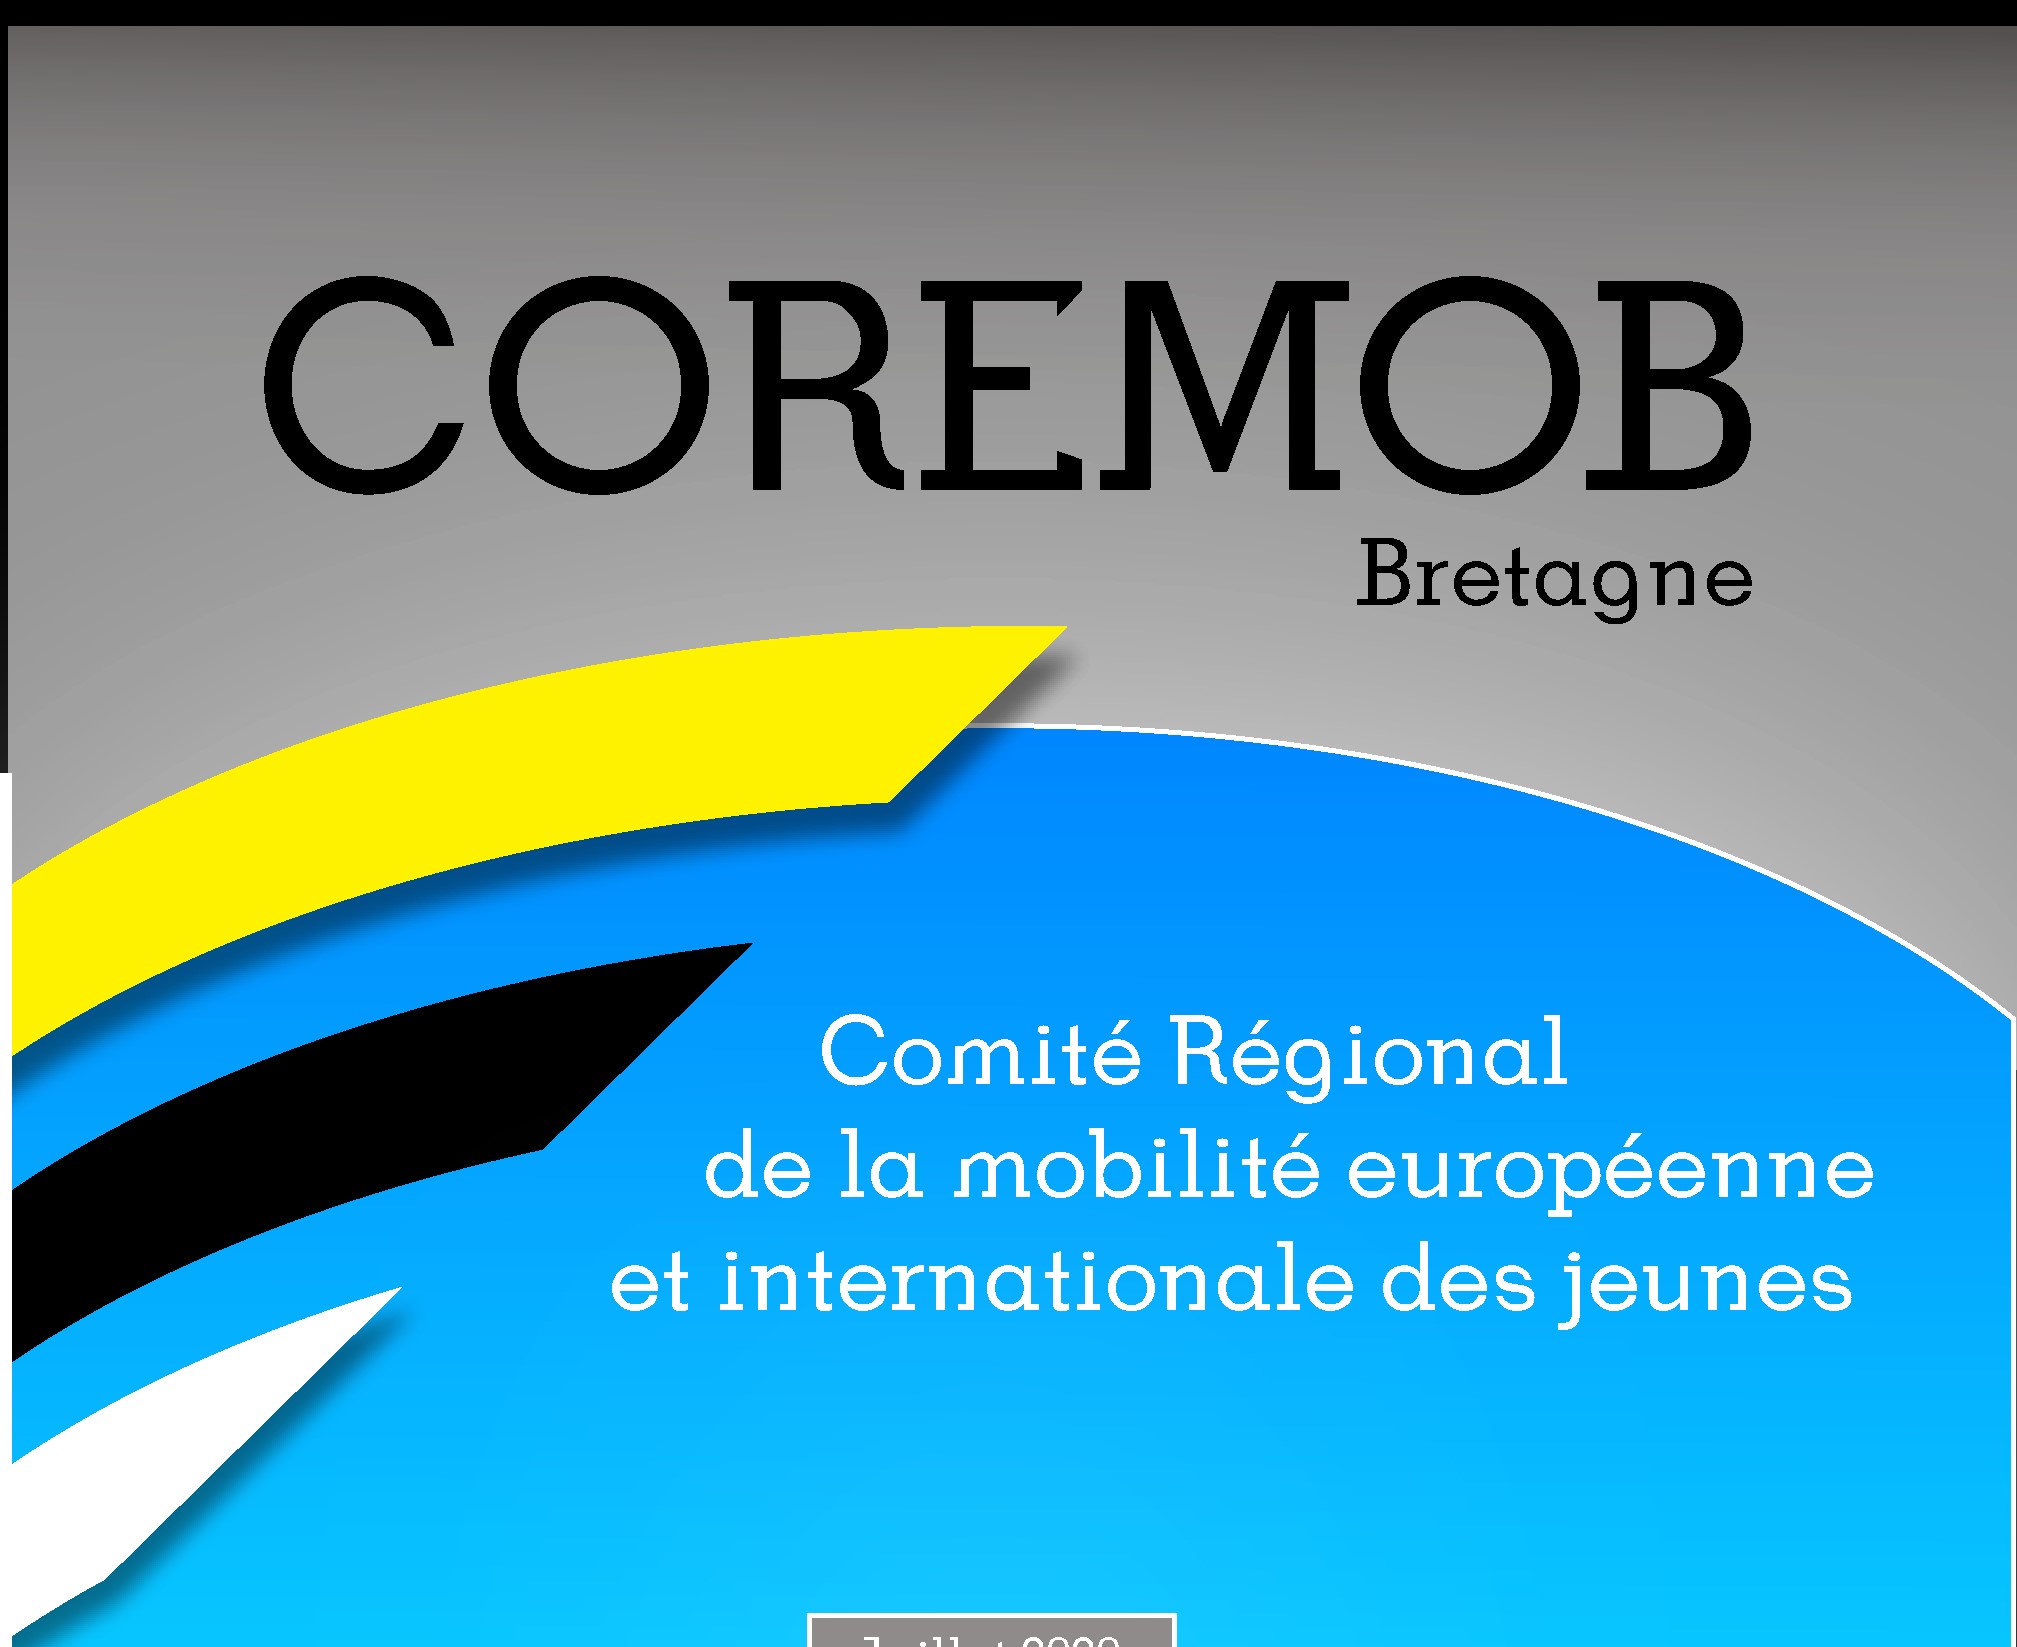 COREMOB
Bretagne
Comité Régional
de la mobilité européenne
et internationale des jeunes